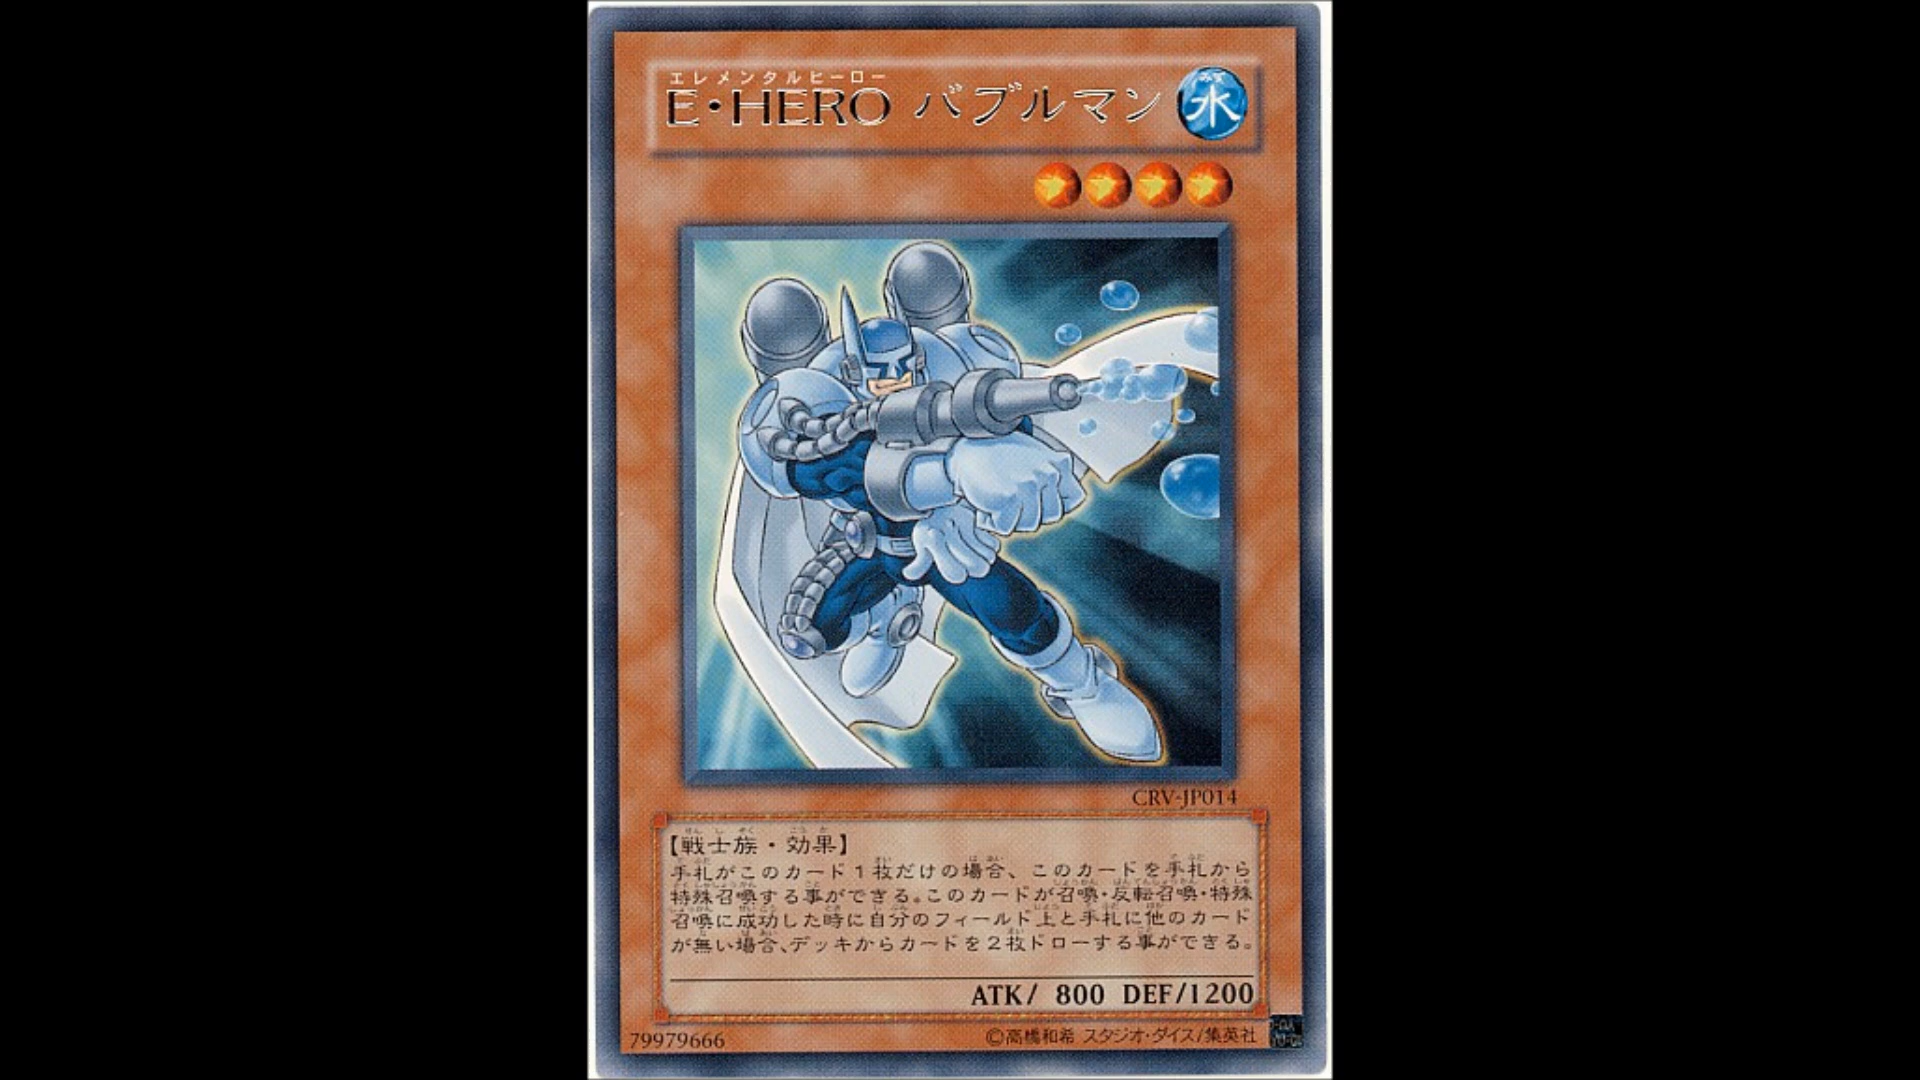 エレメンタルヒーロー
E・HERO バブルマン
みず
水
CRV-JP014
【戦士族・効果】
手札がこのカード1枚だけの場合、このカードを手札から
特殊召喚する事ができる。このカードが召喚・反転召喚・特殊
召喚に成功した時に自分のフィールド上と手札に他のカード
が無い場合、デッキからカードを2枚ドローする事ができる。
ATK/ 800 DEF/1200
79979666
©高橋和希 スタジオ・ダイス/集英社